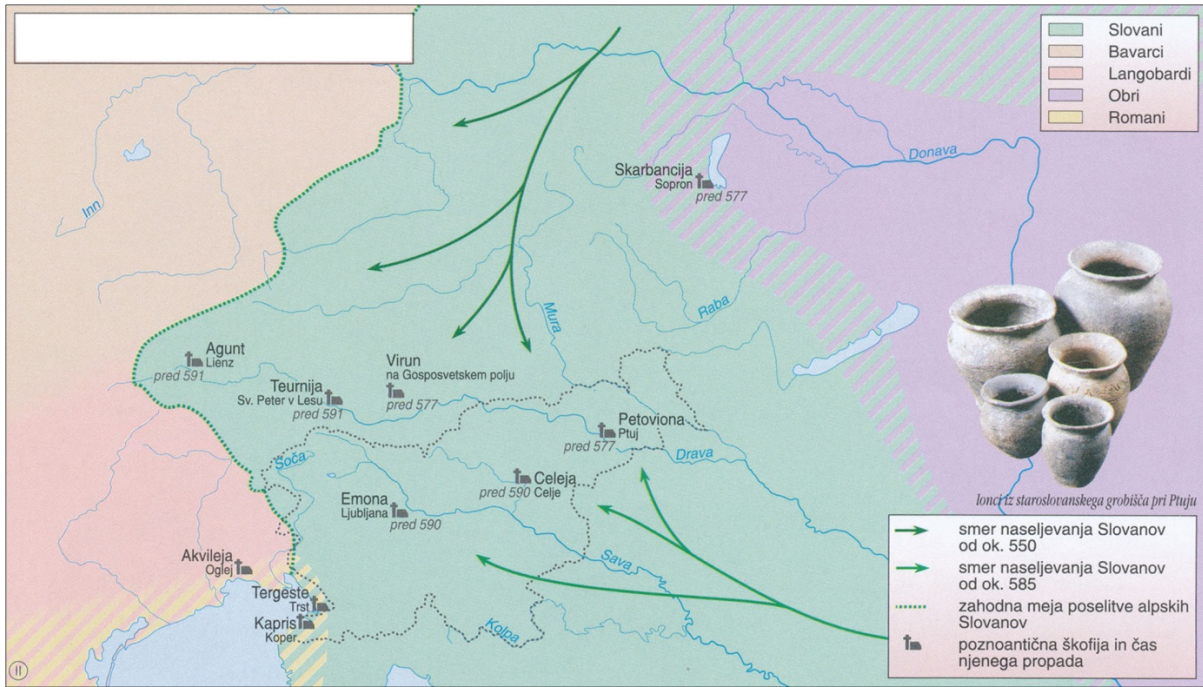 Slovani
Bavarci
Langobardi
Obri
Romani
Donava
Skarbancija
Sopron
pred 577
Inn
Mura
Raba
Agunt
Lienz
pred 591
Virun
na Gosposvetskem polju
pred 577
Teurnija
Sv. Peter v Lesu
pred 591
Petoviona
Ptuj
pred 577
Drava
Soča
Celeja
pred 590 Celje
Emona
Ljubljana
pred 590
Sava
Akvileja
Oglej
Tergeste
Trst
Kapris
Koper
Kolpa
lonci iz staroslovanskega grobišča pri Ptuju
smer naseljevanja Slovanov
od ok. 550
smer naseljevanja Slovanov
od ok. 585
zahodna meja poselitve alpskih
Slovanov
poznoantična škofija in čas
njenega propada
II